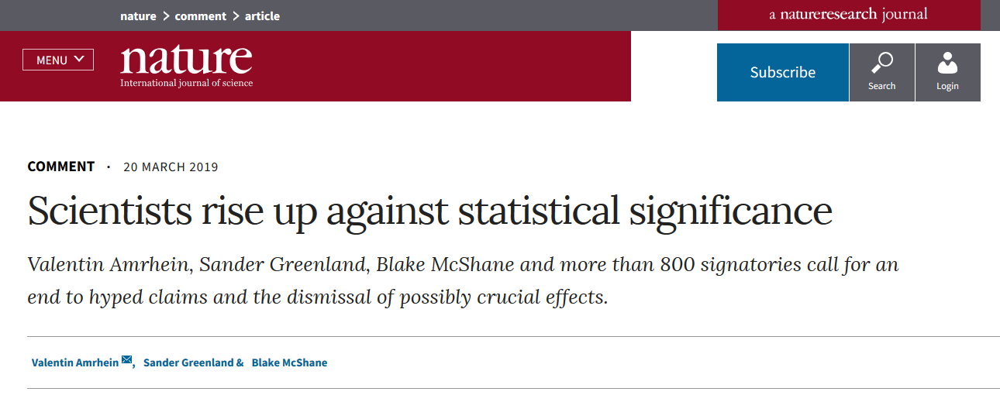 nature > comment > article
a natureresearch journal
MENU
nature
International journal of science
Subscribe
Search
Login
COMMENT · 20 MARCH 2019
Scientists rise up against statistical significance
Valentin Amrhein, Sander Greenland, Blake McShane and more than 800 signatories call for an
end to hyped claims and the dismissal of possibly crucial effects.
Valentin Amrhein , Sander Greenland & Blake McShane